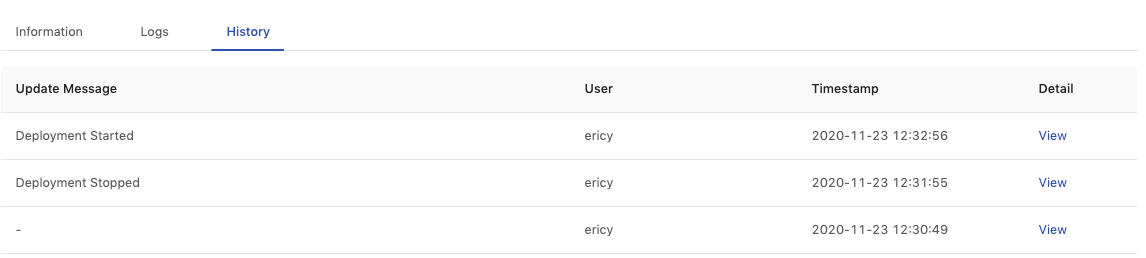 Information Logs History
Update Message User Timestamp Detail
Deployment Started ericy 2020-11-23 12:32:56 View
Deployment Stopped ericy 2020-11-23 12:31:55 View
- ericy 2020-11-23 12:30:49 View